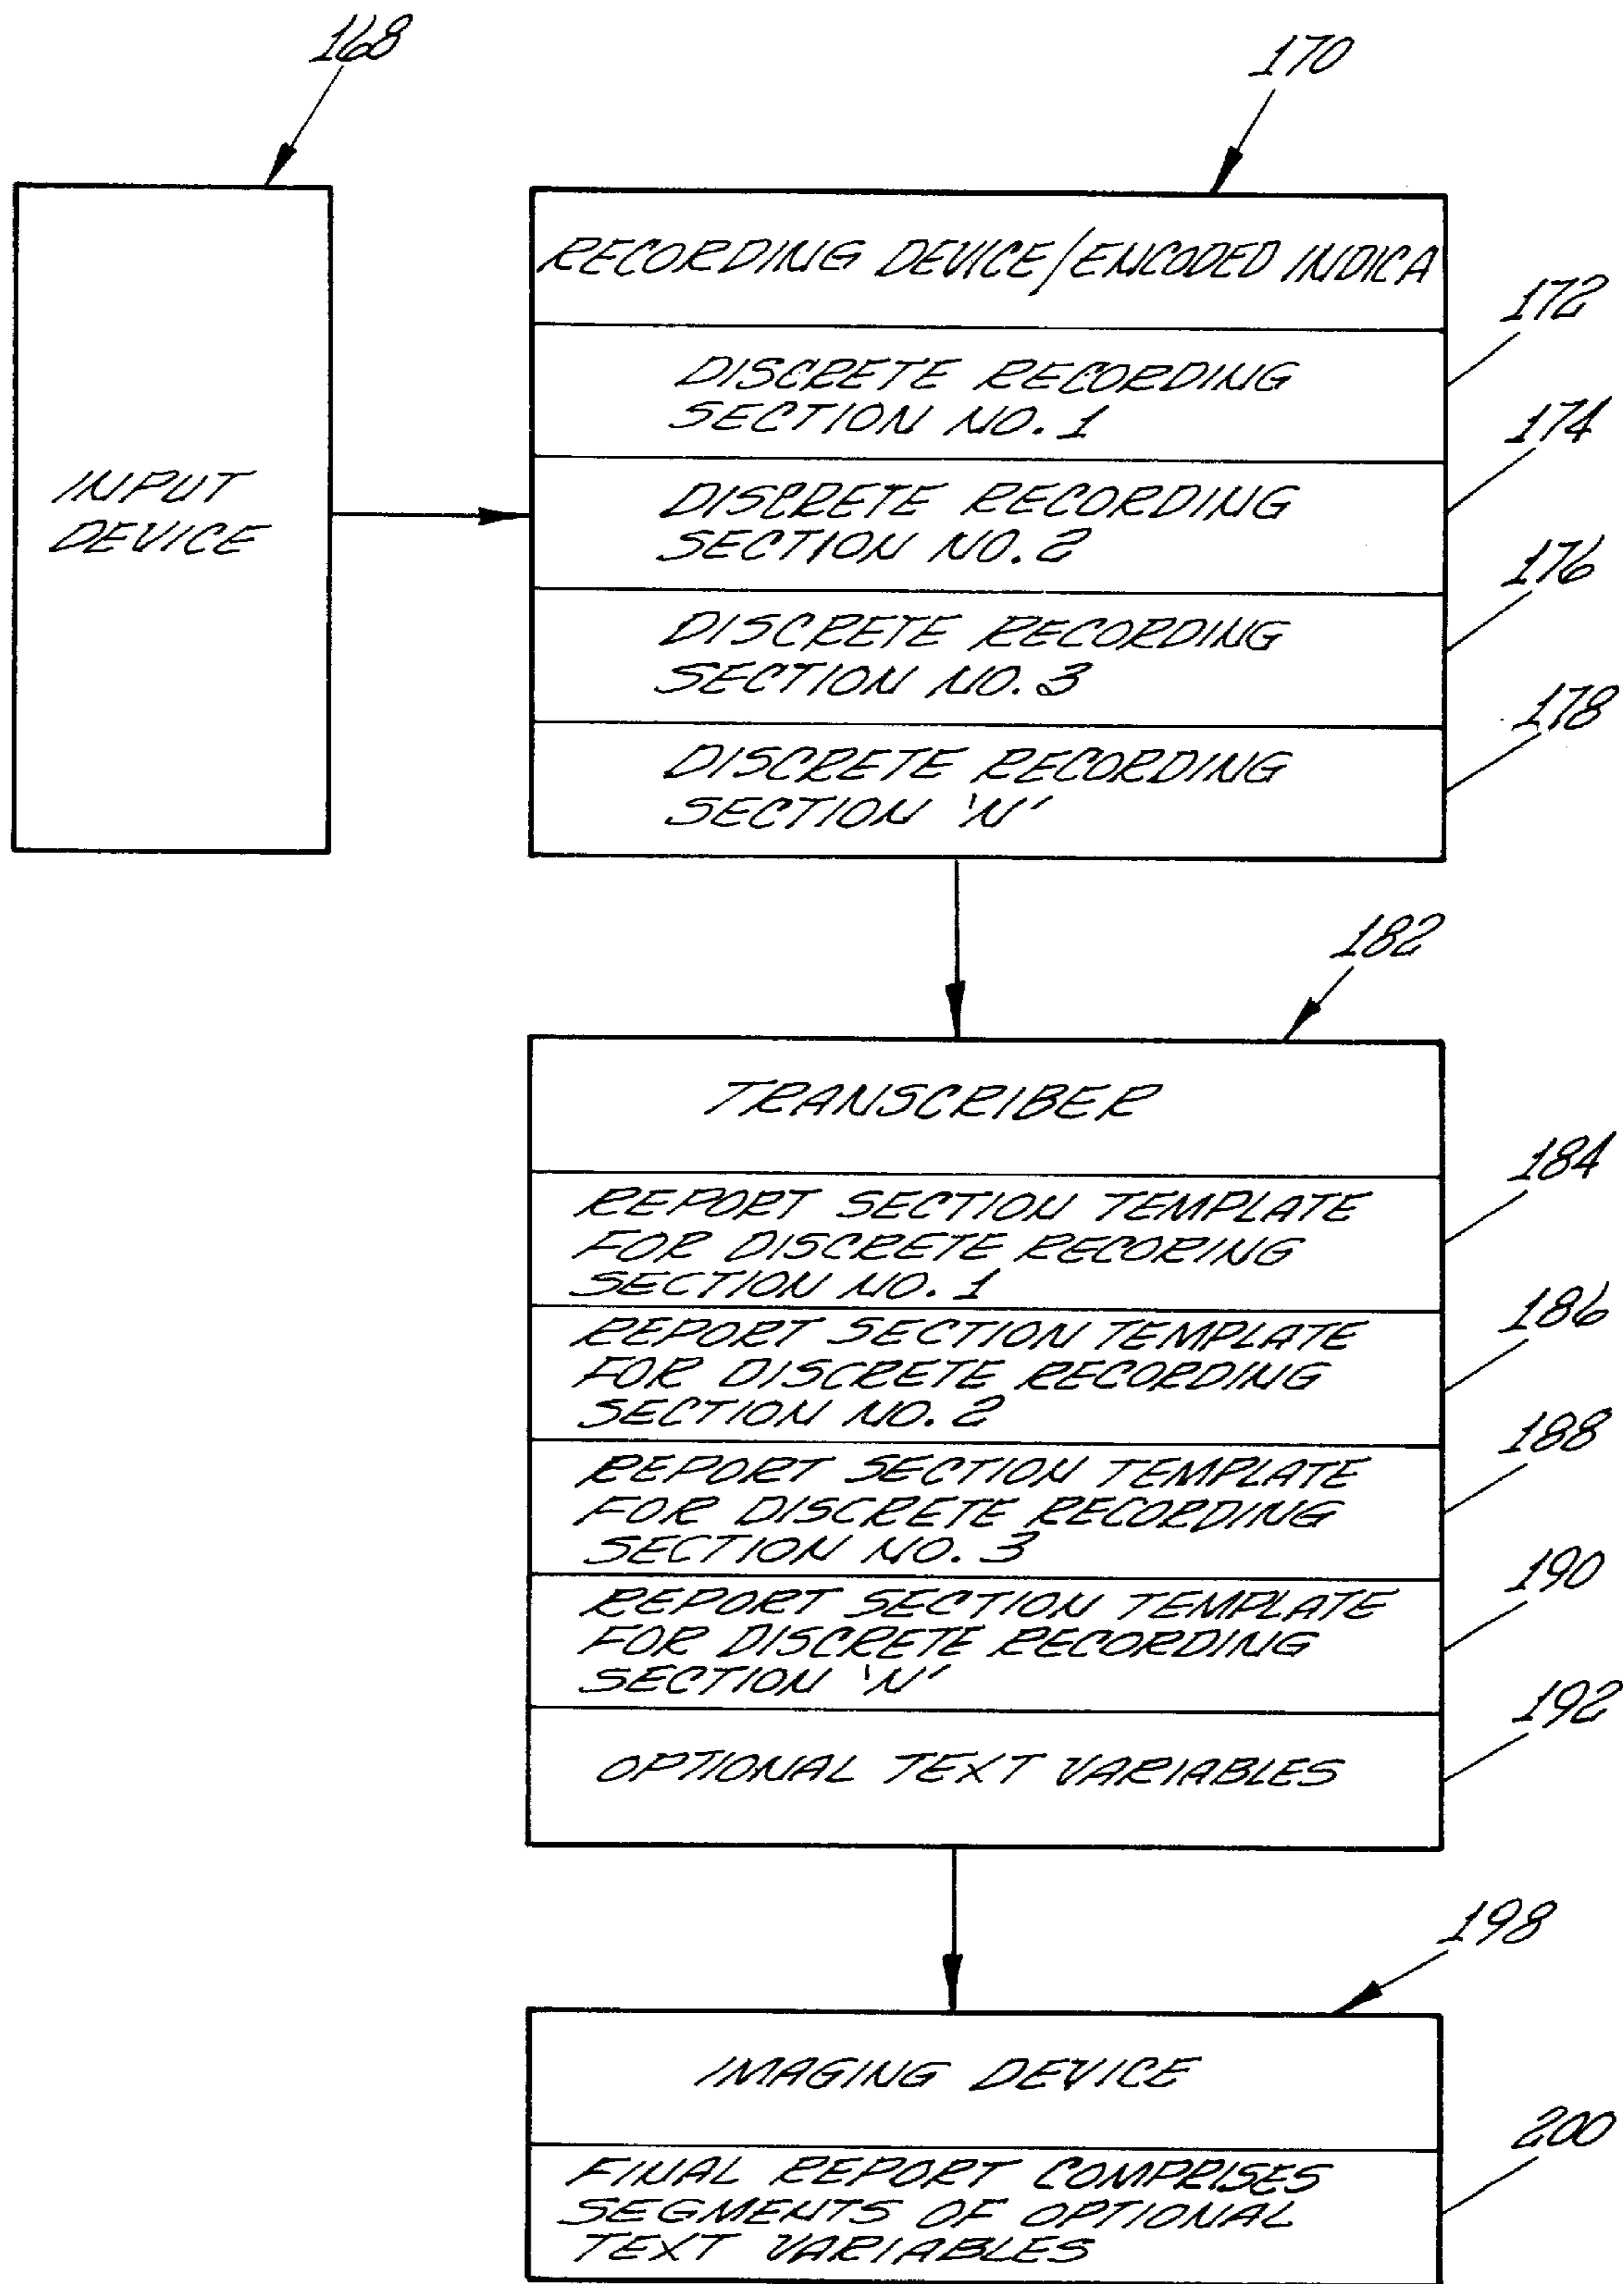 168
170
INPUT
DEVICE
RECORDING DEVICE/ENCODED INDICA
DISCRETE RECORDING
SECTION NO. 1
172
DISCRETE RECORDING
SECTION NO. 2
174
DISCRETE RECORDING
SECTION NO. 3
176
DISCRETE RECORDING
SECTION 'N'
178
182
TRANSCRIBER
REPORT SECTION TEMPLATE
FOR DISCRETE RECORING
SECTION NO. 1
184
REPORT SECTION TEMPLATE
FOR DISCRETE RECORDING
SECTION NO. 2
186
REPORT SECTION TEMPLATE
FOR DISCRETE RECORDING
SECTION NO. 3
188
REPORT SECTION TEMPLATE
FOR DISCRETE RECORDING
SECTION 'N'
190
OPTIONAL TEXT VARIABLES
192
198
IMAGING DEVICE
FINAL REPORT COMPRISES
SEGMENTS OF OPTIONAL
TEXT VARIABLES
200